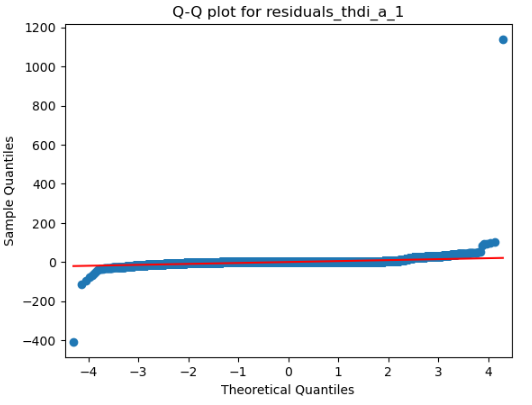 Q-Q plot for residuals_thdi_a_1
1200
1000
800
600
400
200
0
−200
−400
Sample Quantiles
−4 −3 −2 −1 0 1 2 3 4
Theoretical Quantiles